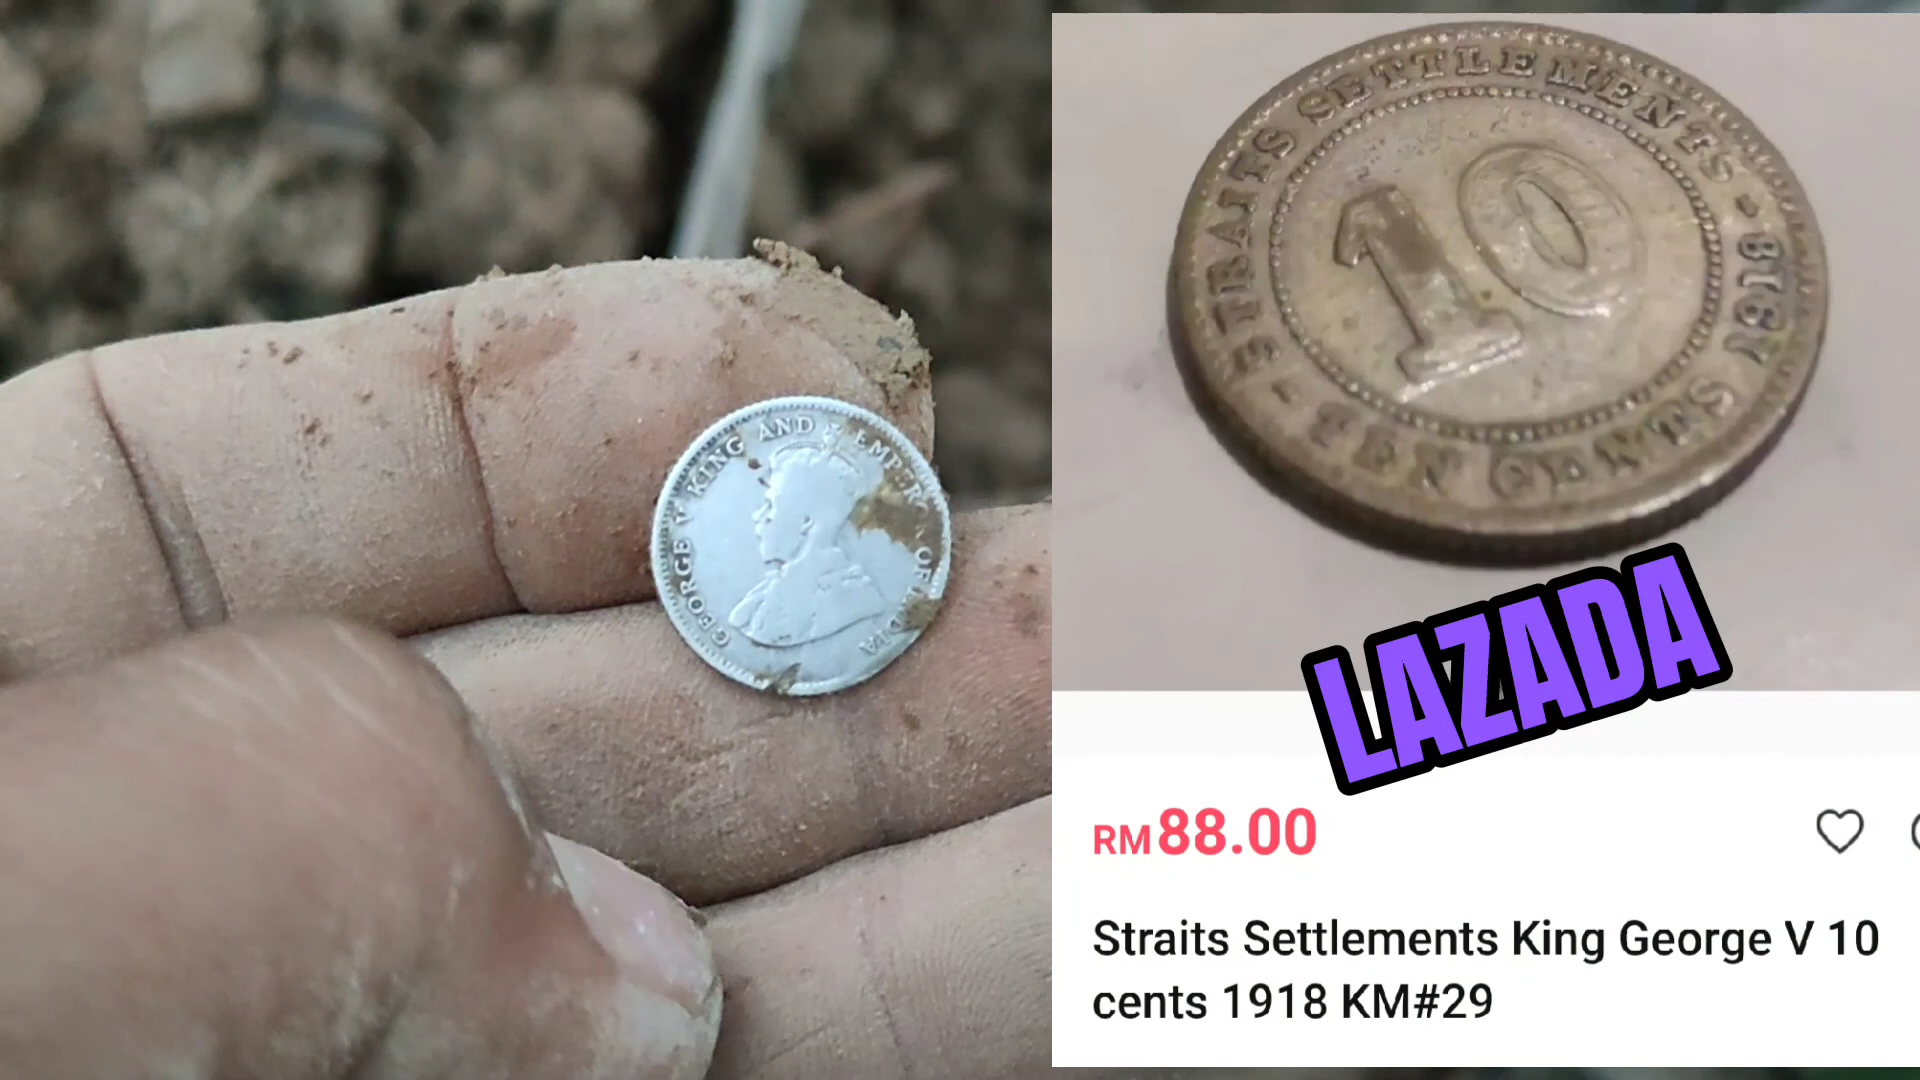 GEORGE V KING AND EMPEROR OF INDIA
STRAITS SETTLEMENTS · 1918
10
TEN CENTS
LAZADA
RM88.00
Straits Settlements King George V 10
cents 1918 KM#29